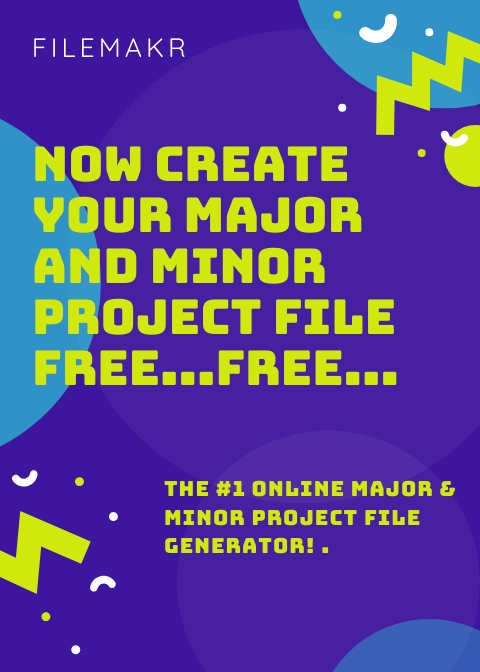 FILEMAKR
NOW CREATE
YOUR MAJOR
AND MINOR
PROJECT FILE
FREE...FREE...
THE #1 ONLINE MAJOR &
MINOR PROJECT FILE
GENERATOR! .